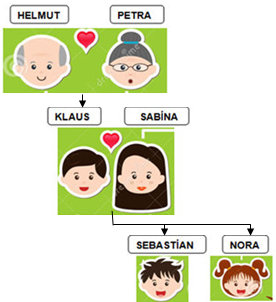 HELMUT PETRA
KLAUS SABİNA
SEBASTİAN NORA